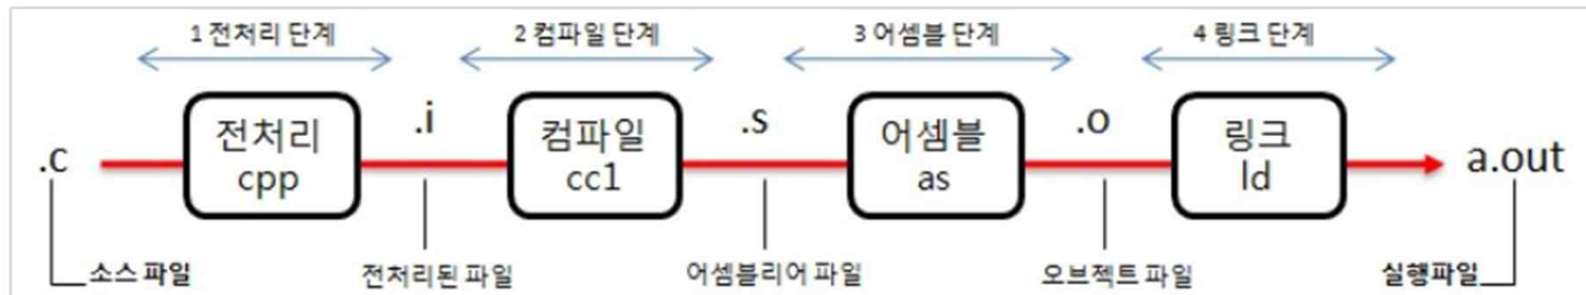 1 전처리 단계
2 컴파일 단계
3 어셈블 단계
4 링크 단계
.c
전처리
cpp
.i
컴파일
cc1
.s
어셈블
as
.o
링크
ld
a.out
소스 파일
전처리된 파일
어셈블리어 파일
오브젝트 파일
실행파일